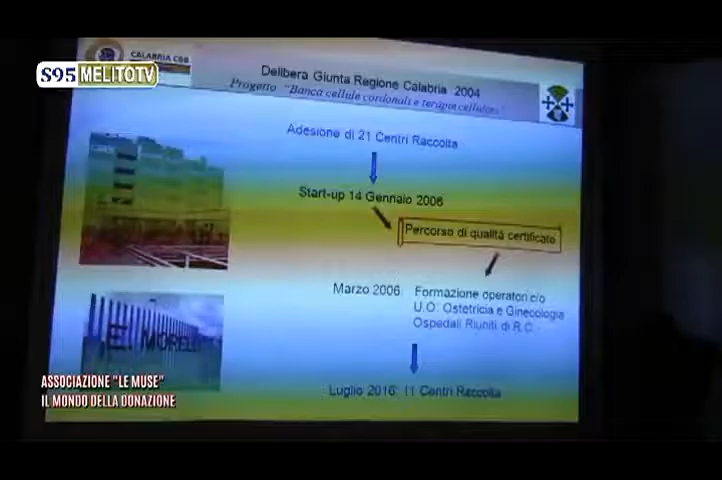 S95 MELITOTV
CALABRIA CBB
Delibera Giunta Regione Calabria 2004
Progetto "Banca cellule cordonali e terapia cellulare"
Adesione di 21 Centri Raccolta
Start-up 14 Gennaio 2006
Percorso di qualità certificato
Marzo 2006: Formazione operatori c/o
U.O. Ostetricia e Ginecologia
Ospedali Riuniti di R.C.
E. MORELLI
Luglio 2016: 11 Centri Raccolta
ASSOCIAZIONE "LE MUSE"
IL MONDO DELLA DONAZIONE